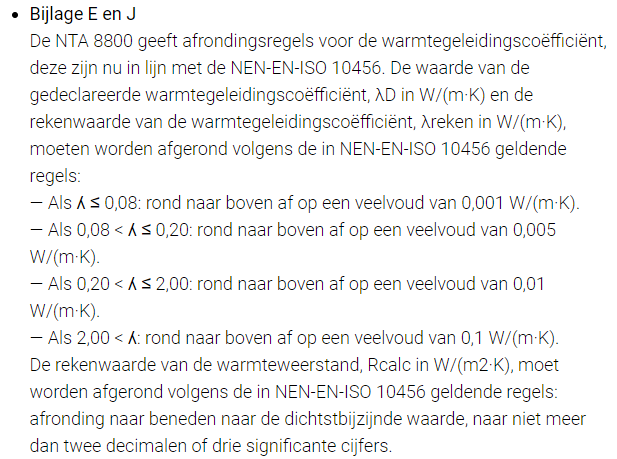 • Bijlage E en J
De NTA 8800 geeft afrondingsregels voor de warmtegeleidingscoëfficiënt,
deze zijn nu in lijn met de NEN-EN-ISO 10456. De waarde van de
gedeclareerde warmtegeleidingscoëfficiënt, λD in W/(m·K) en de
rekenwaarde van de warmtegeleidingscoëfficiënt, λreken in W/(m·K),
moeten worden afgerond volgens de in NEN-EN-ISO 10456 geldende
regels:
— Als ʎ ≤ 0,08: rond naar boven af op een veelvoud van 0,001 W/(m·K).
— Als 0,08 < ʎ ≤ 0,20: rond naar boven af op een veelvoud van 0,005
W/(m·K).
— Als 0,20 < ʎ ≤ 2,00: rond naar boven af op een veelvoud van 0,01
W/(m·K).
— Als 2,00 < ʎ: rond naar boven af op een veelvoud van 0,1 W/(m·K).
De rekenwaarde van de warmteweerstand, Rcalc in W/(m2·K), moet
worden afgerond volgens de in NEN-EN-ISO 10456 geldende regels:
afronding naar beneden naar de dichtstbijzijnde waarde, naar niet meer
dan twee decimalen of drie significante cijfers.